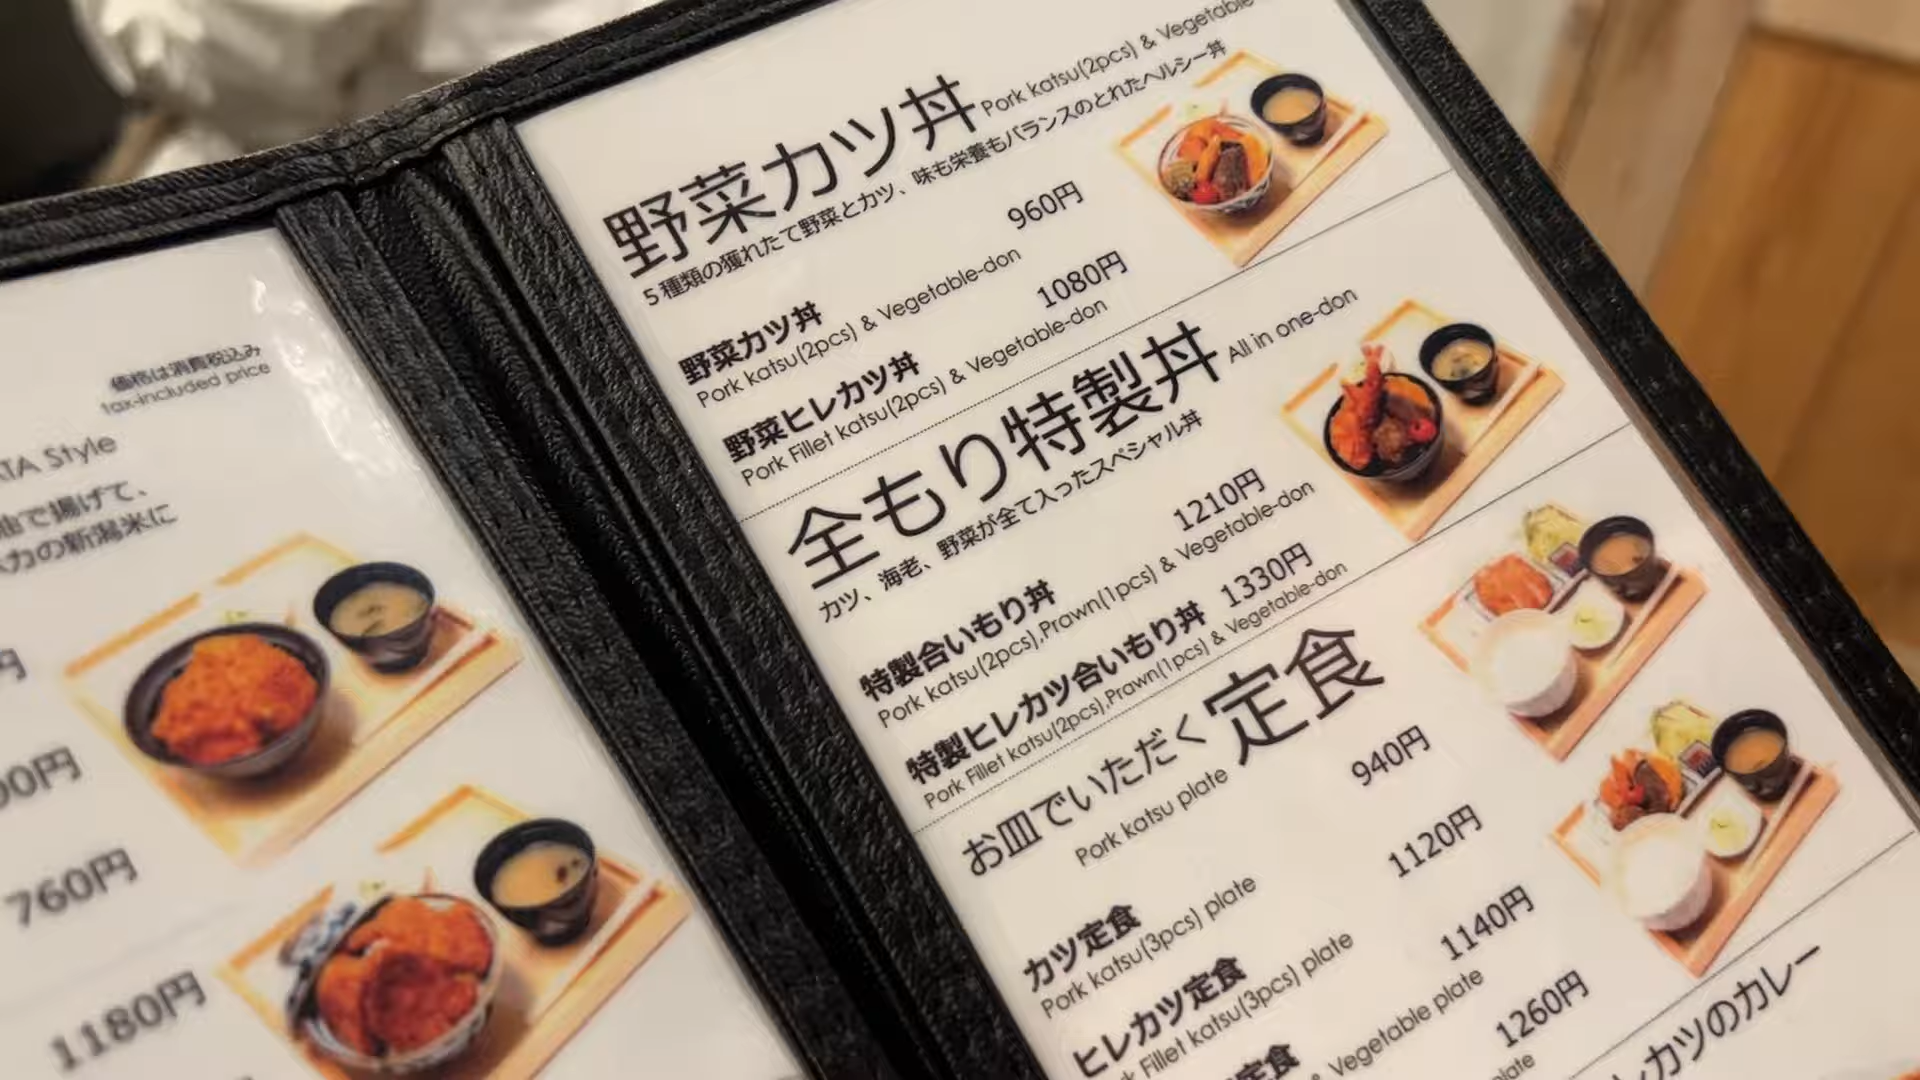 価格は消費税込み
tax-included price
Style
油で揚げて、
の新潟米に
円
00円
760円
1180円
野菜カツ丼 Pork katsu(2pcs) & Vegetable
5種類の獲れたて野菜とカツ、味も栄養もバランスのとれたヘルシー丼
野菜カツ丼 960円
Pork katsu(2pcs) & Vegetable-don
野菜ヒレカツ丼 1080円
Pork Fillet katsu(2pcs) & Vegetable-don
全もり特製丼 All in one-don
カツ、海老、野菜が全て入ったスペシャル丼
特製合いもり丼 1210円
Pork katsu(2pcs),Prawn(1pcs) & Vegetable-don
特製ヒレカツ合いもり丼 1330円
Pork Fillet katsu(2pcs),Prawn(1pcs) & Vegetable-don
お皿でいただく定食
Pork katsu plate
カツ定食 940円
Pork katsu(3pcs) plate
ヒレカツ定食 1120円
Fillet katsu(3pcs) plate
定食 1140円
& Vegetable plate
1260円
plate
カツのカレー